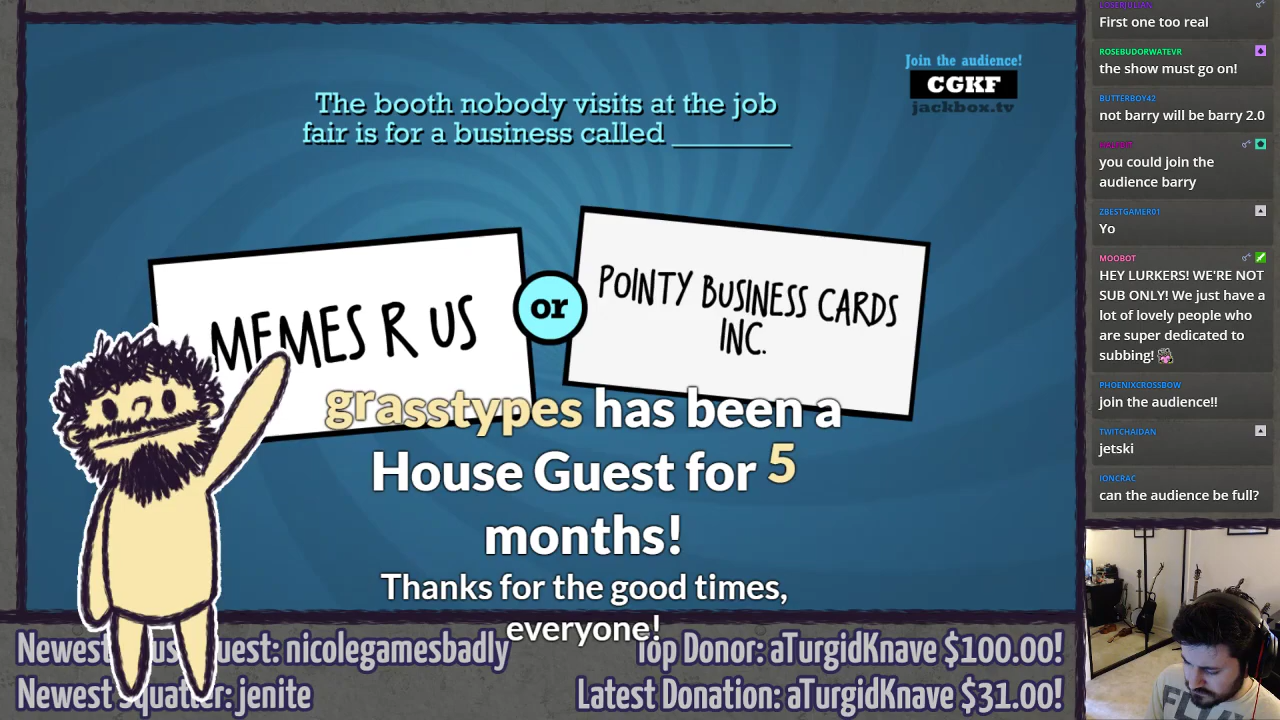 Join the audience!
CGKF
jackbox.tv
The booth nobody visits at the job
fair is for a business called
MEMES R US
or
POINTY BUSINESS CARDS
INC.
grasstypes has been a
House Guest for 5
months!
Thanks for the good times,
everyone!
Newest Guest: nicolegamesbadly
Newest Squatter: jenite
Top Donor: aTurgidKnave $100.00!
Latest Donation: aTurgidKnave $31.00!
First one too real
ROSEBUDORWATEVR
the show must go on!
BUTTERBOY42
not barry will be barry 2.0
you could join the
audience barry
ZBESTGAMER01
Yo
MOOBOT
HEY LURKERS! WE'RE NOT
SUB ONLY! We just have a
lot of lovely people who
are super dedicated to
subbing!
PHOENIXCROSSBOW
join the audience!!
TWITCHAIDAN
jetski
IONCRAC
can the audience be full?